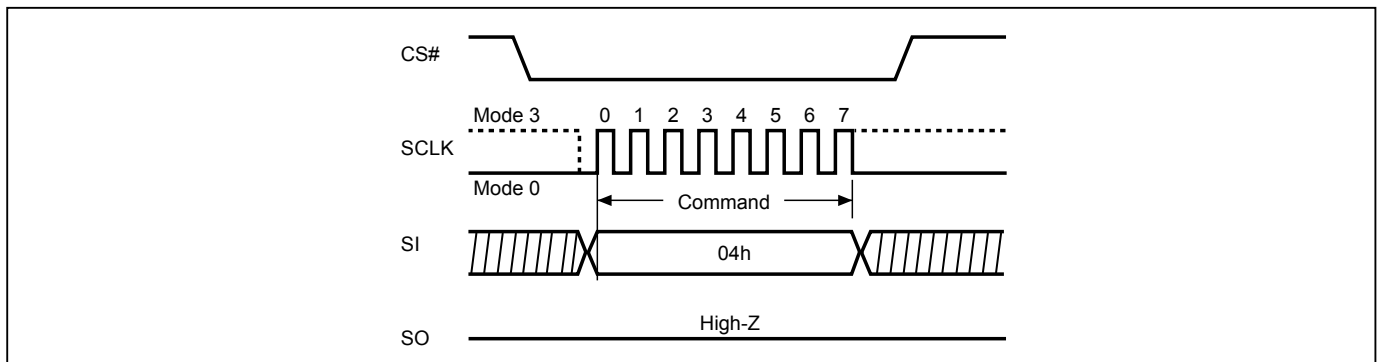 CS#
Mode 3 0 1 2 3 4 5 6 7
SCLK
Mode 0
Command
SI
04h
High-Z
SO